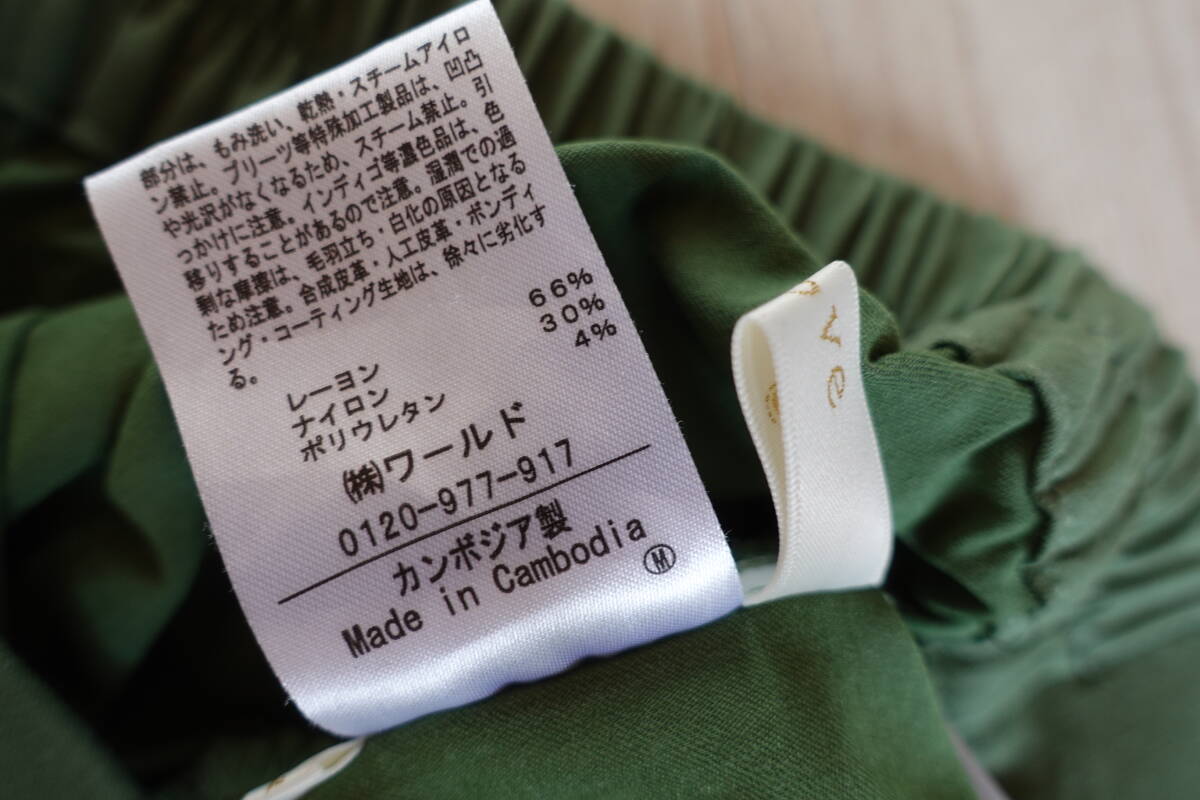 部分は、もみ洗い、乾熱・スチームアイロ
ン禁止。プリーツ等特殊加工製品は、凹凸
や光沢がなくなるため、スチーム禁止。引
っかけに注意。インディゴ等濃色品は、色
移りすることがあるので注意。湿潤での過
剰な摩擦は、毛羽立ち・白化の原因となる
ため注意。合成皮革・人工皮革・ボンディ
ング・コーティング生地は、徐々に劣化す
る。
レーヨン 66%
ナイロン 30%
ポリウレタン 4%
㈱ワールド
0120-977-917
カンボジア製
Made in Cambodia
Ⓜ